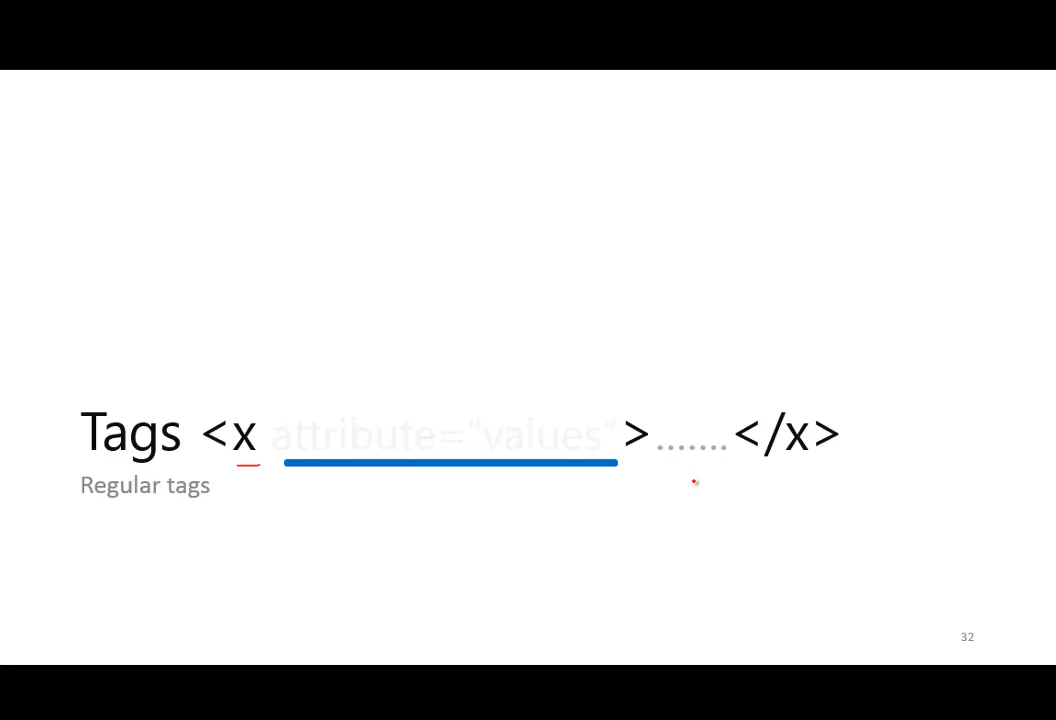 Tags <x attribute="values">.......</x>
Regular tags
32